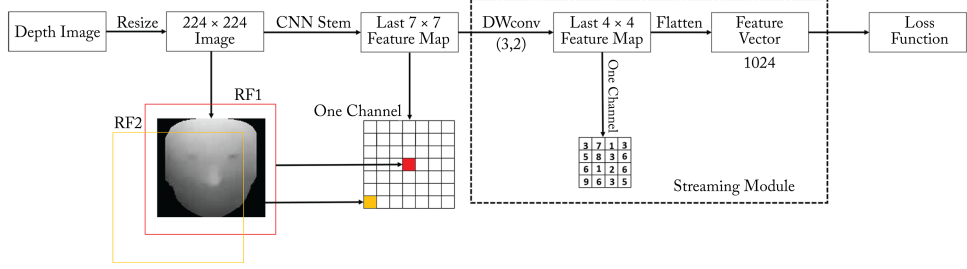 Depth Image
Resize
224 × 224
Image
CNN Stem
Last 7 × 7
Feature Map
DWconv
(3,2)
Last 4 × 4
Feature Map
Flatten
Feature
Vector
1024
Loss
Function
RF1
RF2
One Channel
One Channel
3 7 1 3
5 8 3 6
6 1 2 6
9 6 3 5
Streaming Module